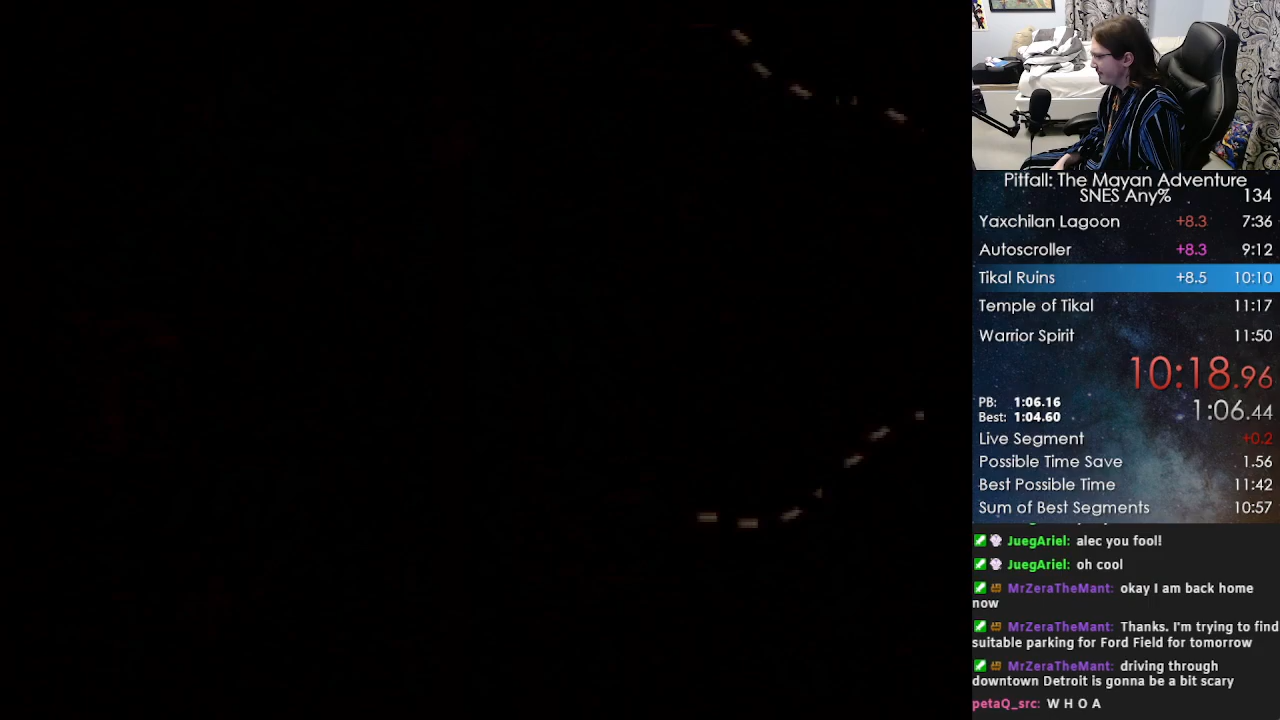 Pitfall: The Mayan Adventure
SNES Any% 134
Yaxchilan Lagoon +8.3 7:36
Autoscroller +8.3 9:12
Tikal Ruins +8.5 10:10
Temple of Tikal 11:17
Warrior Spirit 11:50
10:18.96
PB: 1:06.16
Best: 1:04.60
1:06.44
Live Segment +0.2
Possible Time Save 1.56
Best Possible Time 11:42
Sum of Best Segments 10:57
JuegAriel: alec you fool!
JuegAriel: oh cool
MrZeraTheMant: okay I am back home
now
MrZeraTheMant: Thanks. I'm trying to find
suitable parking for Ford Field for tomorrow
MrZeraTheMant: driving through
downtown Detroit is gonna be a bit scary
petaQ_src: W H O A